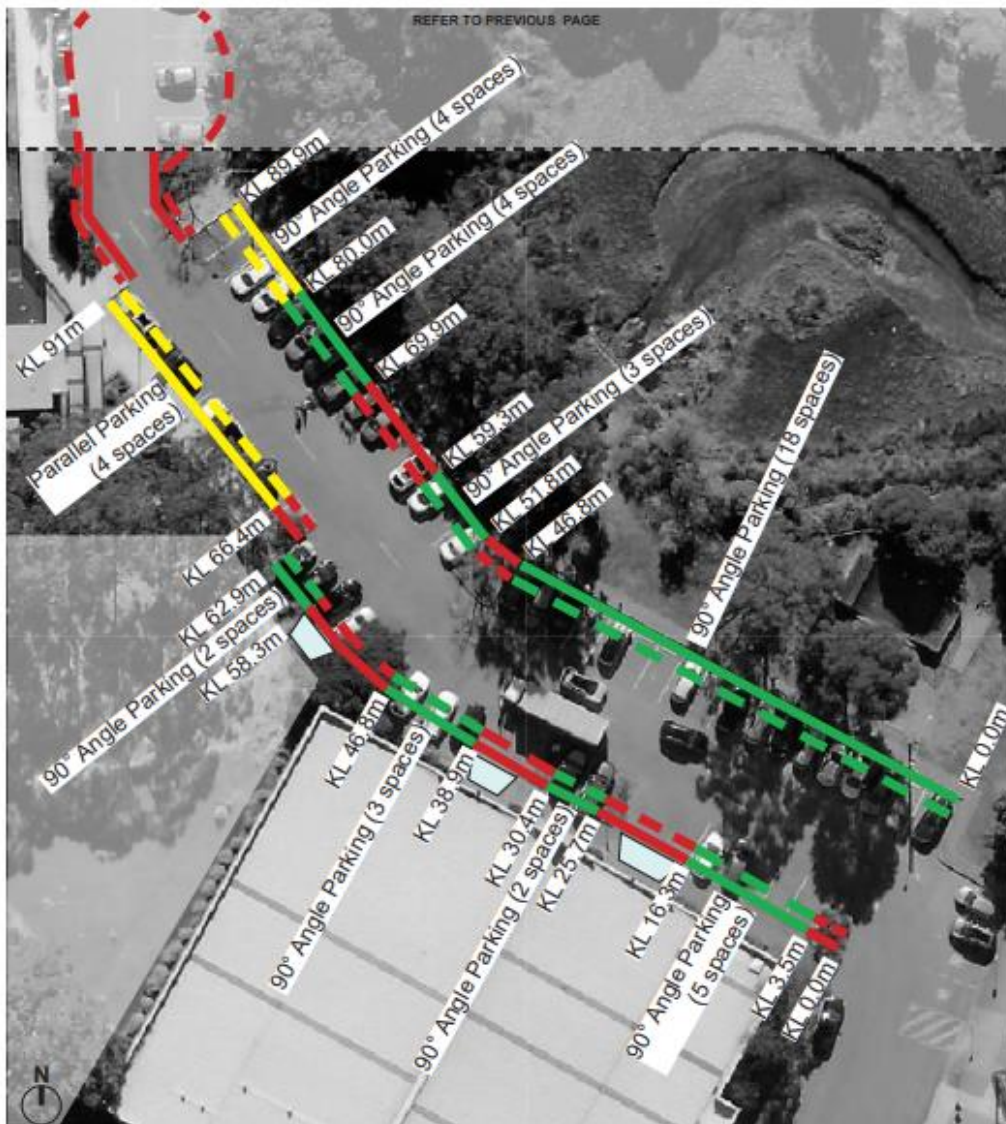 REFER TO PREVIOUS PAGE
KL 89.9m
90° Angle Parking (4 spaces)
KL 80.0m
90° Angle Parking (4 spaces)
KL 69.9m
KL 59.3m
90° Angle Parking (3 spaces)
KL 51.8m
KL 46.8m
90° Angle Parking (18 spaces)
KL 0.0m
KL 91m
Parallel Parking
(4 spaces)
KL 66.4m
KL 62.9m
90° Angle Parking (2 spaces)
KL 58.3m
KL 46.8m
90° Angle Parking (3 spaces)
KL 38.9m
KL 30.4m
90° Angle Parking (2 spaces)
KL 25.7m
KL 16.3m
90° Angle Parking
(5 spaces)
KL 3.5m
KL 0.0m
N